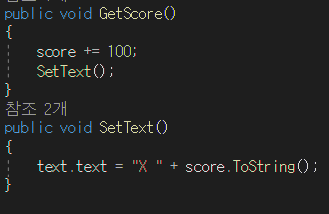 public void GetScore()
{
score += 100;
SetText();
}
참조 2개
public void SetText()
{
text.text = "X " + score.ToString();
}